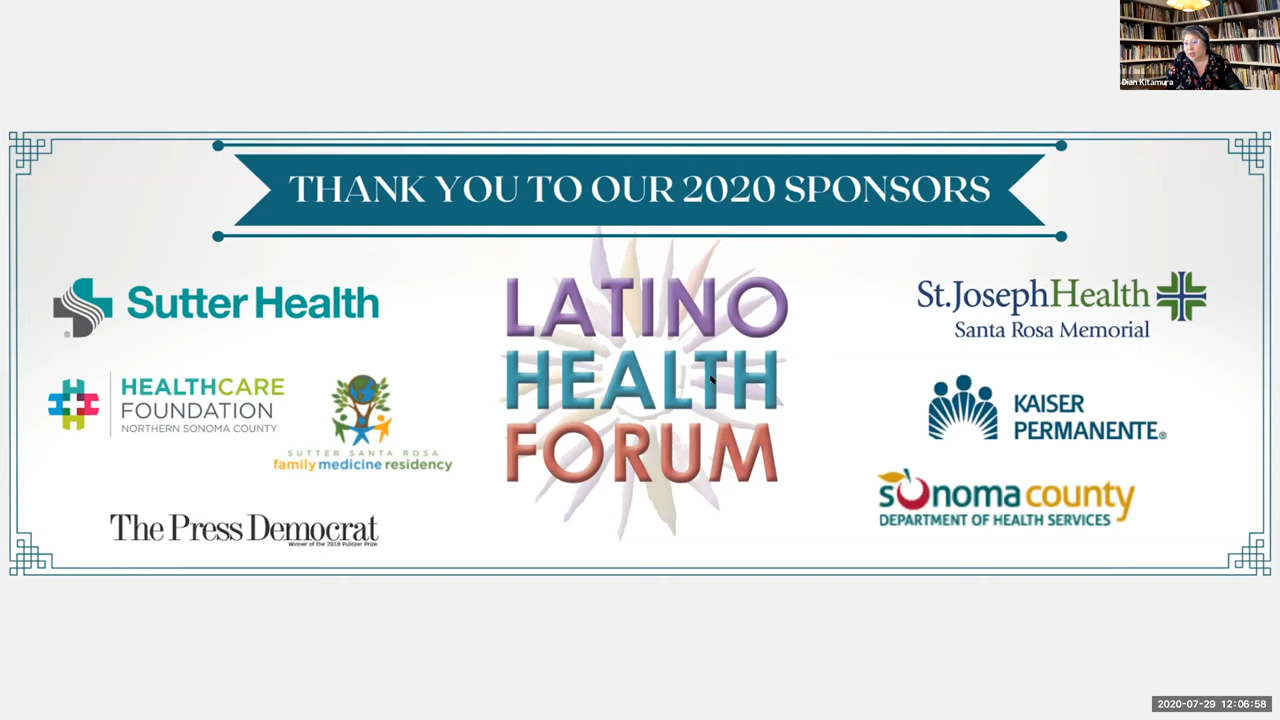 Dian Kitamura
THANK YOU TO OUR 2020 SPONSORS
Sutter Health
®
HEALTHCARE
FOUNDATION
NORTHERN SONOMA COUNTY
SUTTER SANTA ROSA
family medicine residency
The Press Democrat
Winner of the 2018 Pulitzer Prize
LATINO
HEALTH
FORUM
St.JosephHealth
Santa Rosa Memorial
KAISER
PERMANENTE®
sonoma county
DEPARTMENT OF HEALTH SERVICES
2020-07-29 12:06:58